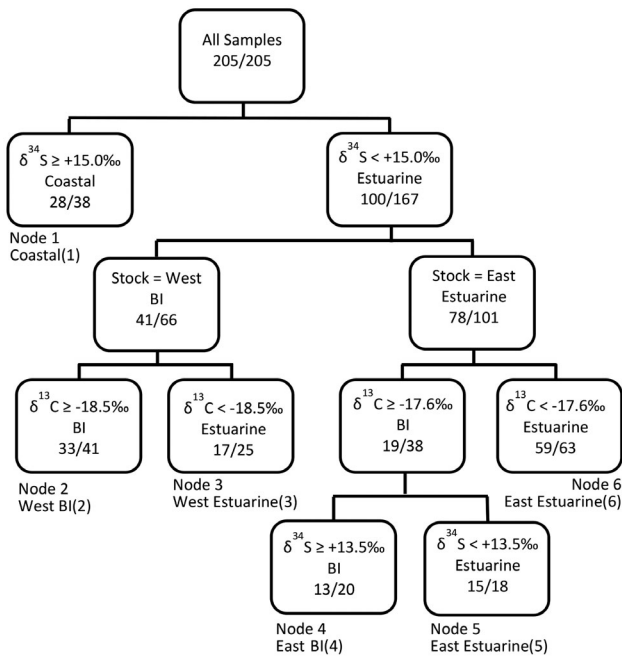 All Samples
205/205
δ³⁴S ≥ +15.0‰
Coastal
28/38
Node 1
Coastal(1)
δ³⁴S < +15.0‰
Estuarine
100/167
Stock = West
BI
41/66
Stock = East
Estuarine
78/101
δ¹³C ≥ -18.5‰
BI
33/41
Node 2
West BI(2)
δ¹³C < -18.5‰
Estuarine
17/25
Node 3
West Estuarine(3)
δ¹³C ≥ -17.6‰
BI
19/38
δ¹³C < -17.6‰
Estuarine
59/63
Node 6
East Estuarine(6)
δ³⁴S ≥ +13.5‰
BI
13/20
Node 4
East BI(4)
δ³⁴S < +13.5‰
Estuarine
15/18
Node 5
East Estuarine(5)